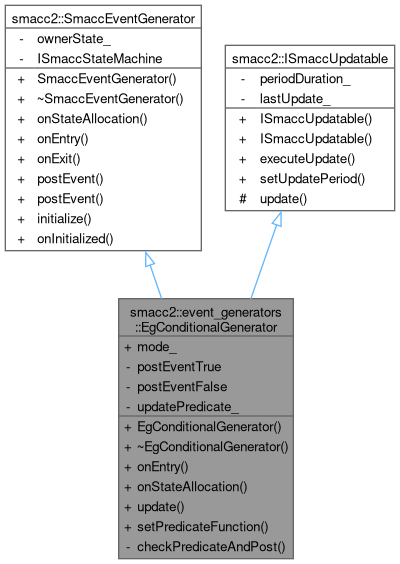 smacc2::SmaccEventGenerator
- ownerState_
- ISmaccStateMachine
+ SmaccEventGenerator()
+ ~SmaccEventGenerator()
+ onStateAllocation()
+ onEntry()
+ onExit()
+ postEvent()
+ postEvent()
+ initialize()
+ onInitialized()
smacc2::ISmaccUpdatable
- periodDuration_
- lastUpdate_
+ ISmaccUpdatable()
+ ISmaccUpdatable()
+ executeUpdate()
+ setUpdatePeriod()
# update()
smacc2::event_generators
::EgConditionalGenerator
+ mode_
- postEventTrue
- postEventFalse
- updatePredicate_
+ EgConditionalGenerator()
+ ~EgConditionalGenerator()
+ onEntry()
+ onStateAllocation()
+ update()
+ setPredicateFunction()
- checkPredicateAndPost()